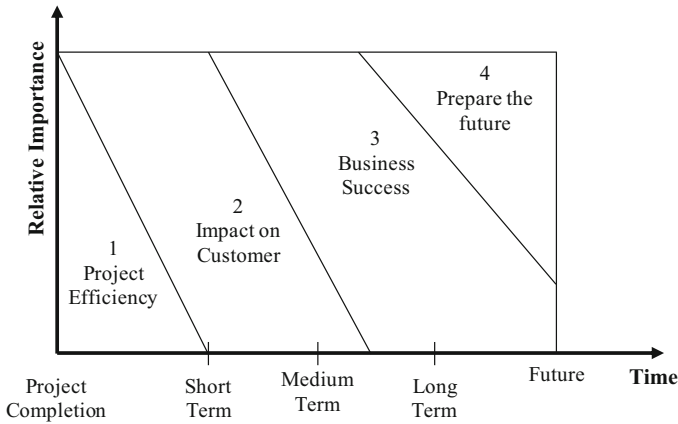 Relative Importance
1
Project
Efficiency
2
Impact on
Customer
3
Business
Success
4
Prepare the
future
Project
Completion
Short
Term
Medium
Term
Long
Term
Future
Time